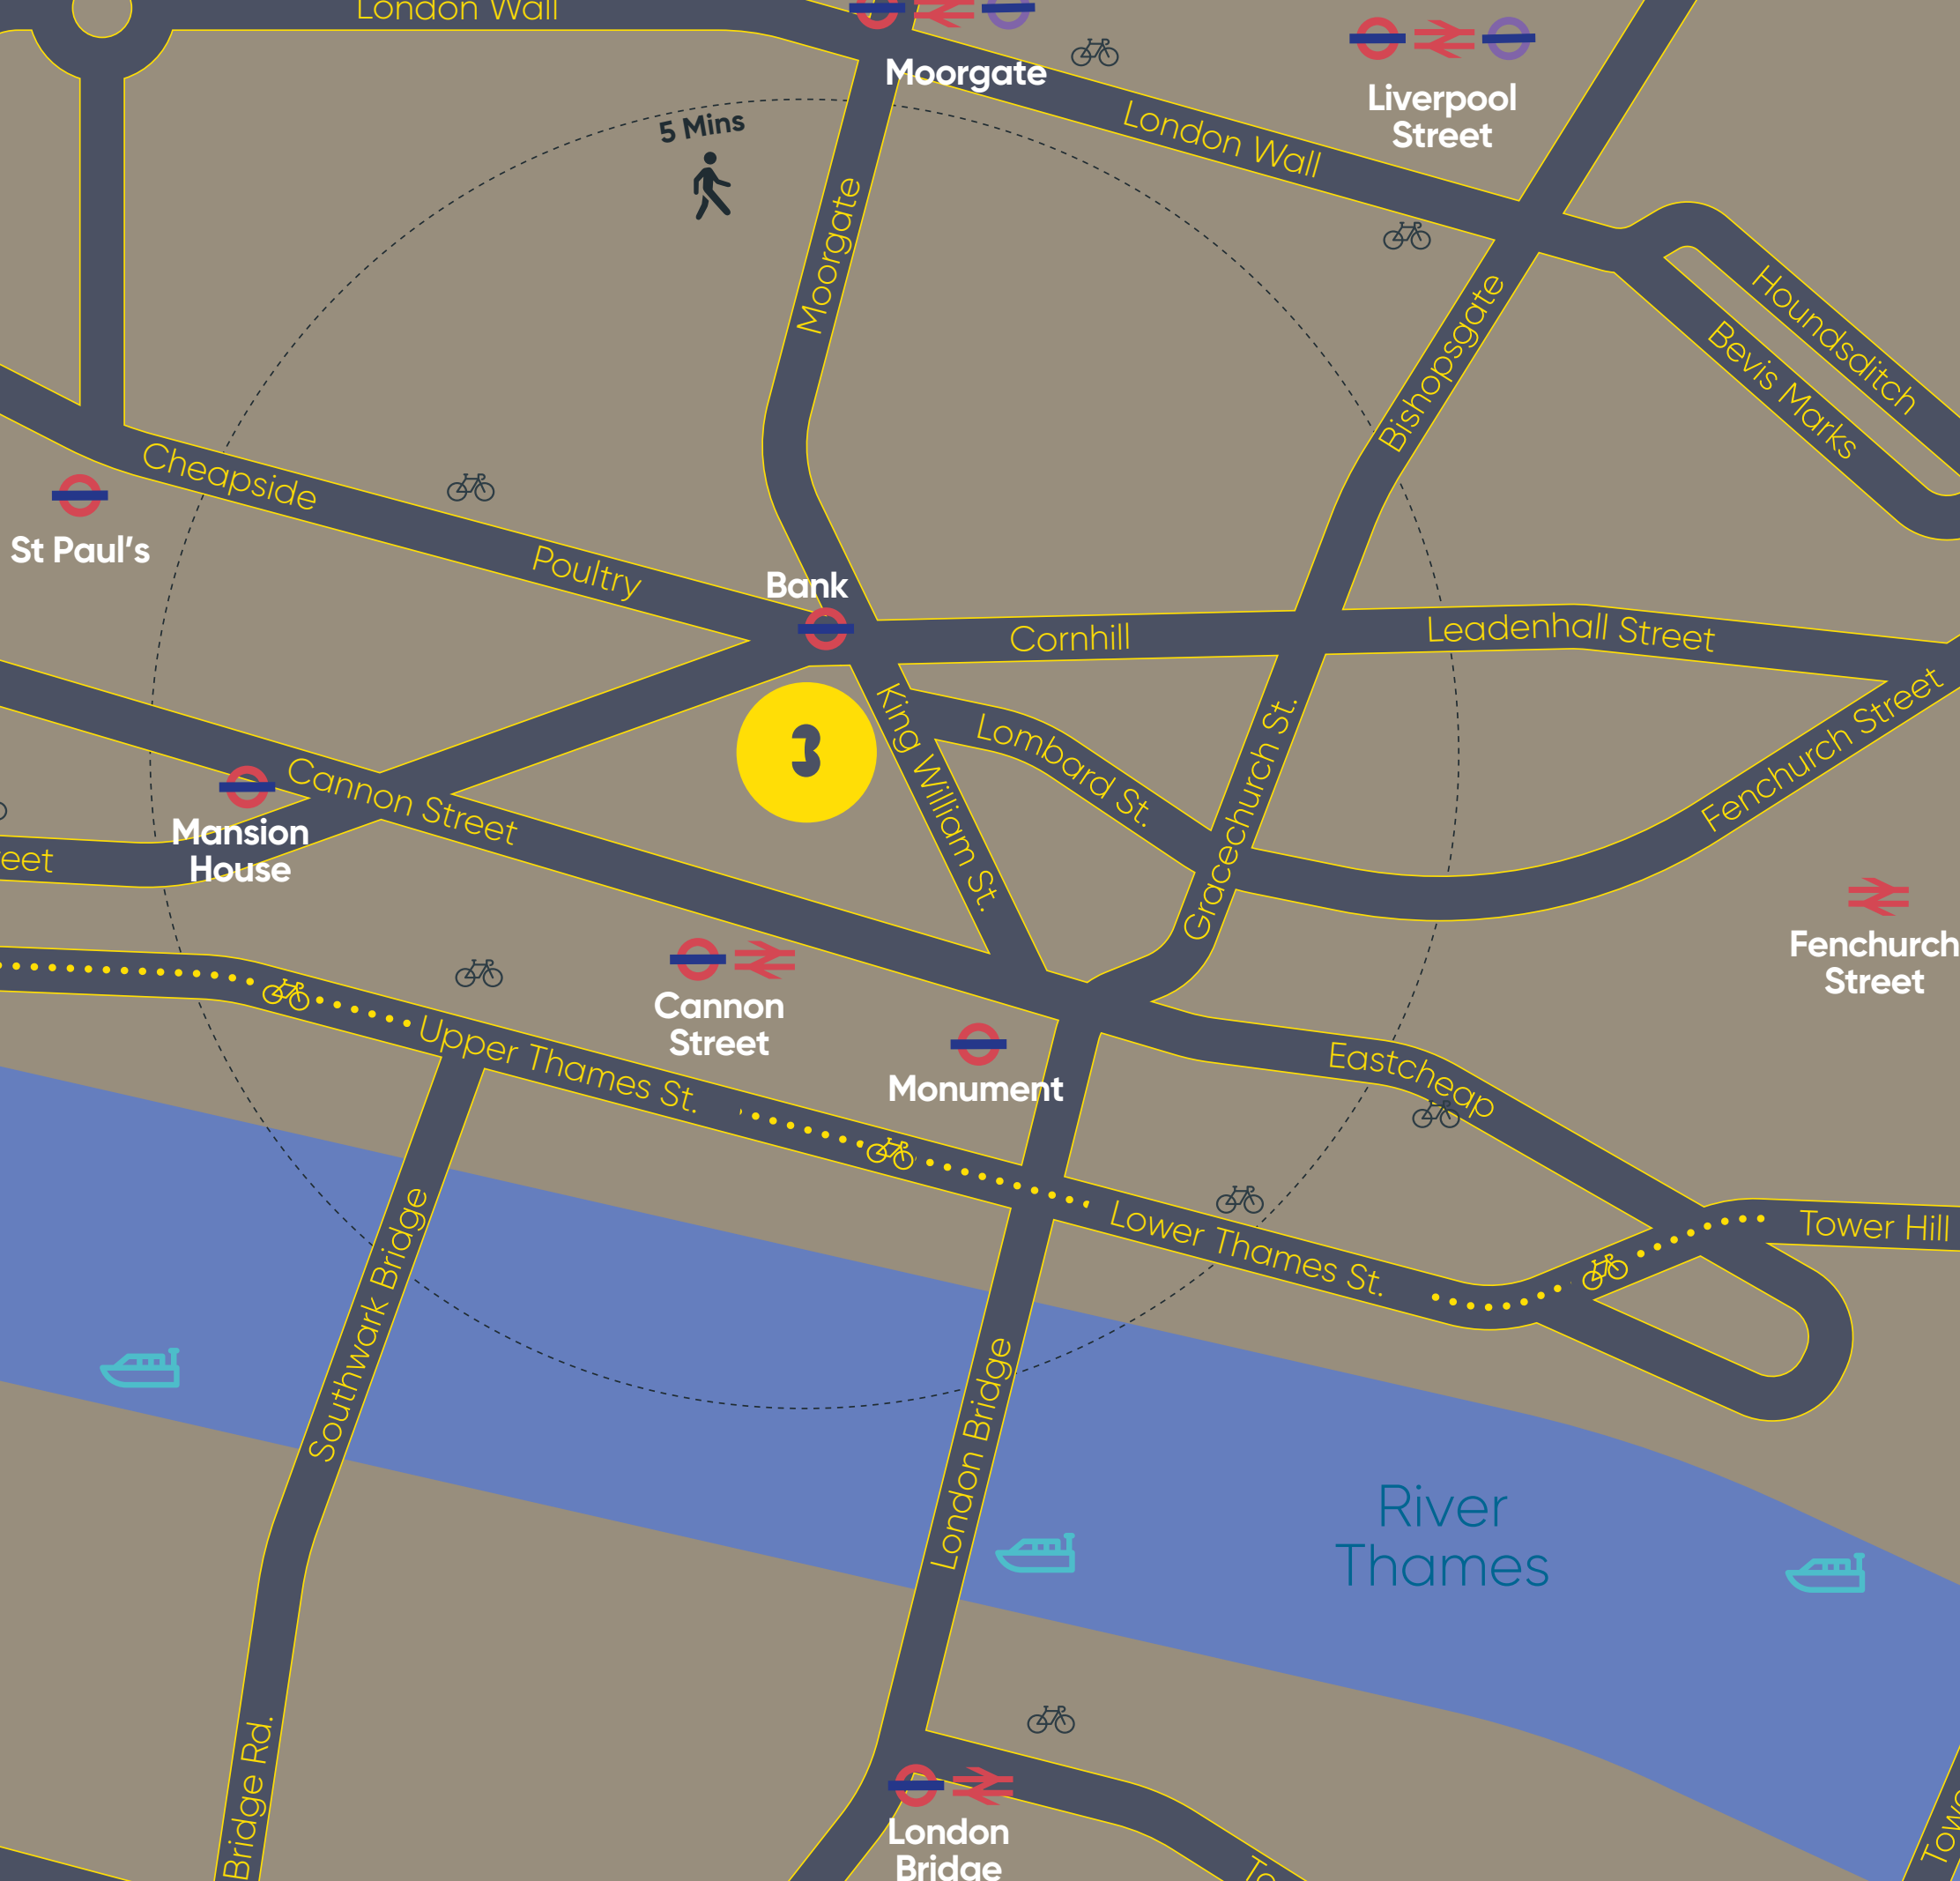 London Wall
Moorgate
Liverpool
Street
5 Mins
London Wall
Moorgate
Houndsditch
Bishopsgate
Bevis Marks
Cheapside
St Paul's
Poultry
Bank
Cornhill
Leadenhall Street
King William St.
Lombard St.
3
Gracechurch St.
Fenchurch Street
Cannon Street
Mansion
House
eet
Fenchurch
Street
Cannon
Street
Monument
Upper Thames St.
Eastcheap
Lower Thames St.
Tower Hill
Southwark Bridge
London Bridge
River
Thames
Bridge Rd.
London
Bridge
To
Towe